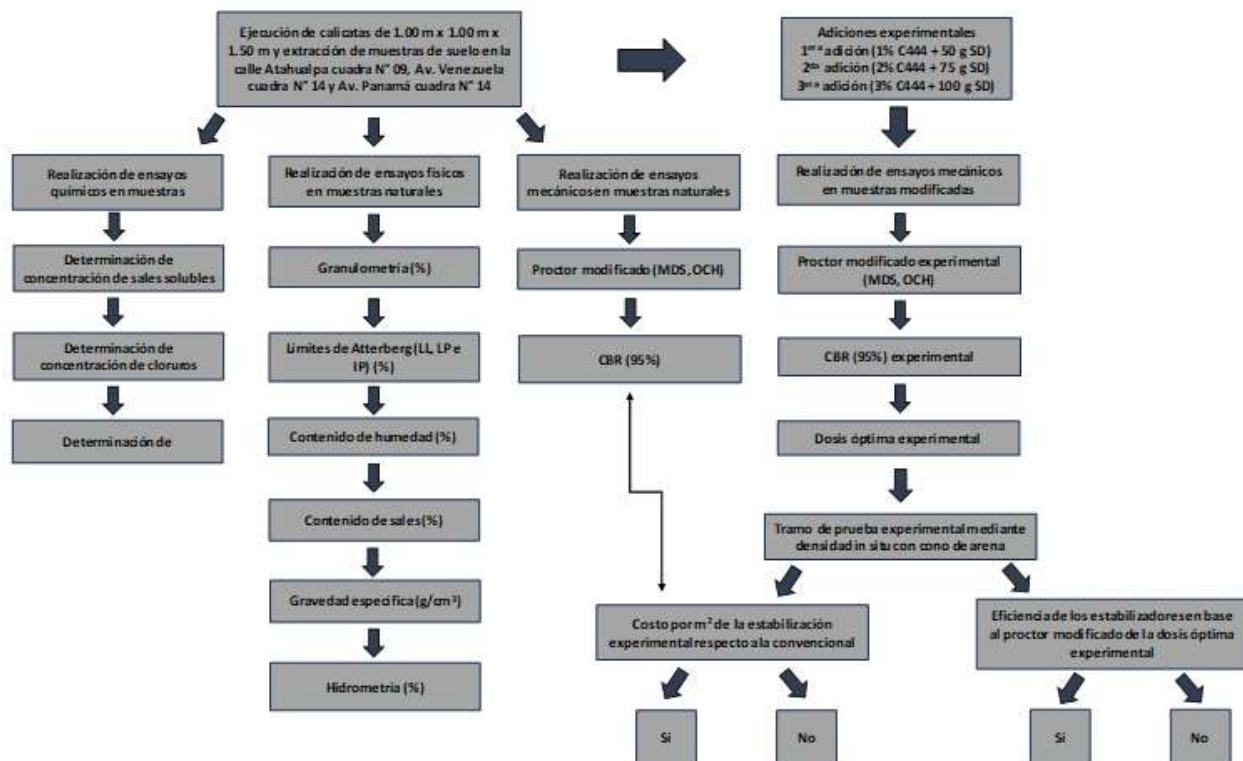 Ejecución de calicatas de 1.00 m x 1.00 m x
1.50 m y extracción de muestras de suelo en la
calle Atahualpa cuadra N° 09, Av. Venezuela
cuadra N° 14 y Av. Panamá cuadra N° 14
Adiciones experimentales
1ra adición (1% C444 + 50 g SD)
2da adición (2% C444 + 75 g SD)
3era adición (3% C444 + 100 g SD)
Realización de ensayos
químicos en muestras
Determinación de
concentración de sales solubles
Determinación de
concentración de cloruros
Determinación de
Realización de ensayos físicos
en muestras naturales
Granulometría (%)
Limites de Atterberg (LL, LP e
IP) (%)
Contenido de humedad (%)
Contenido de sales (%)
Gravedad especifica (g/cm³)
Hidrometría (%)
Realización de ensayos
mecánicos en muestras naturales
Proctor modificado (MDS, OCH)
CBR (95%)
Realización de ensayos mecánicos
en muestras modificadas
Proctor modificado experimental
(MDS, OCH)
CBR (95%) experimental
Dosis óptima experimental
Tramo de prueba experimental mediante
densidad in situ con cono de arena
Costo por m² de la estabilización
experimental respecto a la convencional
Sí
No
Eficiencia de los estabilizadores en base
al proctor modificado de la dosis óptima
experimental
Sí
No